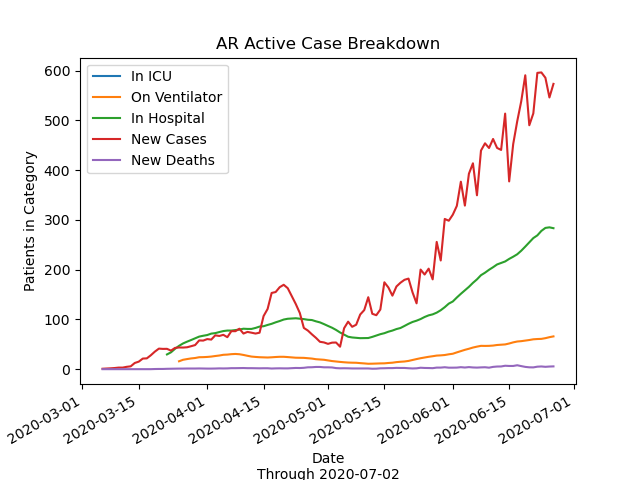 AR Active Case Breakdown
In ICU
On Ventilator
In Hospital
New Cases
New Deaths
Patients in Category
600
500
400
300
200
100
0
2020-03-01
2020-03-15
2020-04-01
2020-04-15
2020-05-01
2020-05-15
2020-06-01
2020-06-15
2020-07-01
Date
Through 2020-07-02